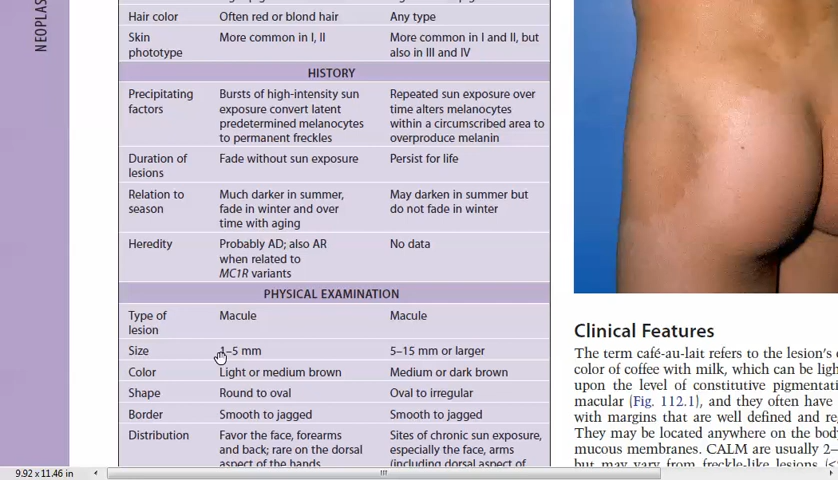 NEOPLAS
Hair color Often red or blond hair Any type
Skin More common in I, II More common in I and II, but
phototype also in III and IV
HISTORY
Precipitating Bursts of high-intensity sun Repeated sun exposure over
factors exposure convert latent time alters melanocytes
predetermined melanocytes within a circumscribed area to
to permanent freckles overproduce melanin
Duration of Fade without sun exposure Persist for life
lesions
Relation to Much darker in summer, May darken in summer but
season fade in winter and over do not fade in winter
time with aging
Heredity Probably AD; also AR No data
when related to
MC1R variants
PHYSICAL EXAMINATION
Type of Macule Macule
lesion
Size 1–5 mm 5–15 mm or larger
Color Light or medium brown Medium or dark brown
Shape Round to oval Oval to irregular
Border Smooth to jagged Smooth to jagged
Distribution Favor the face, forearms Sites of chronic sun exposure,
and back; rare on the dorsal especially the face, arms
aspect of the hands (including dorsal aspect of
Clinical Features
The term café-au-lait refers to the lesion's
color of coffee with milk, which can be ligh
upon the level of constitutive pigmentati
macular (Fig. 112.1), and they often have
with margins that are well defined and re
They may be located anywhere on the bod
mucous membranes. CALM are usually 2–
but may vary from freckle-like lesions
9.92 x 11.46 in